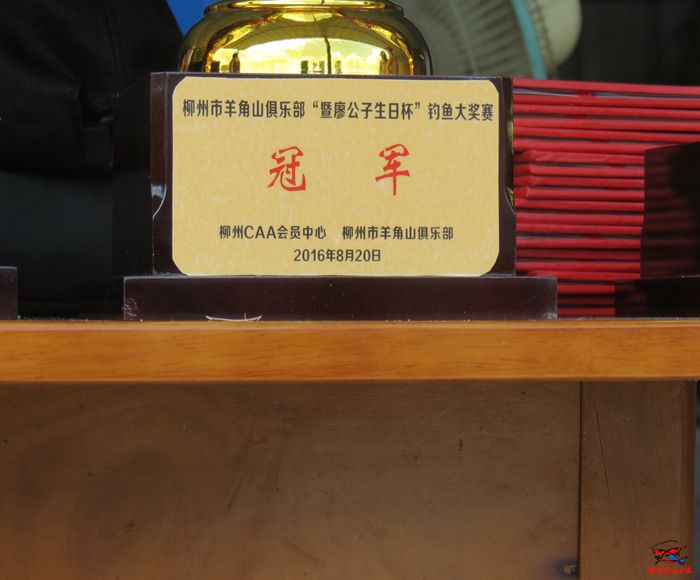 柳州市羊角山俱乐部“暨廖公子生日杯”钓鱼大奖赛
冠 军
柳州CAA会员中心 柳州市羊角山俱乐部
2016年8月20日